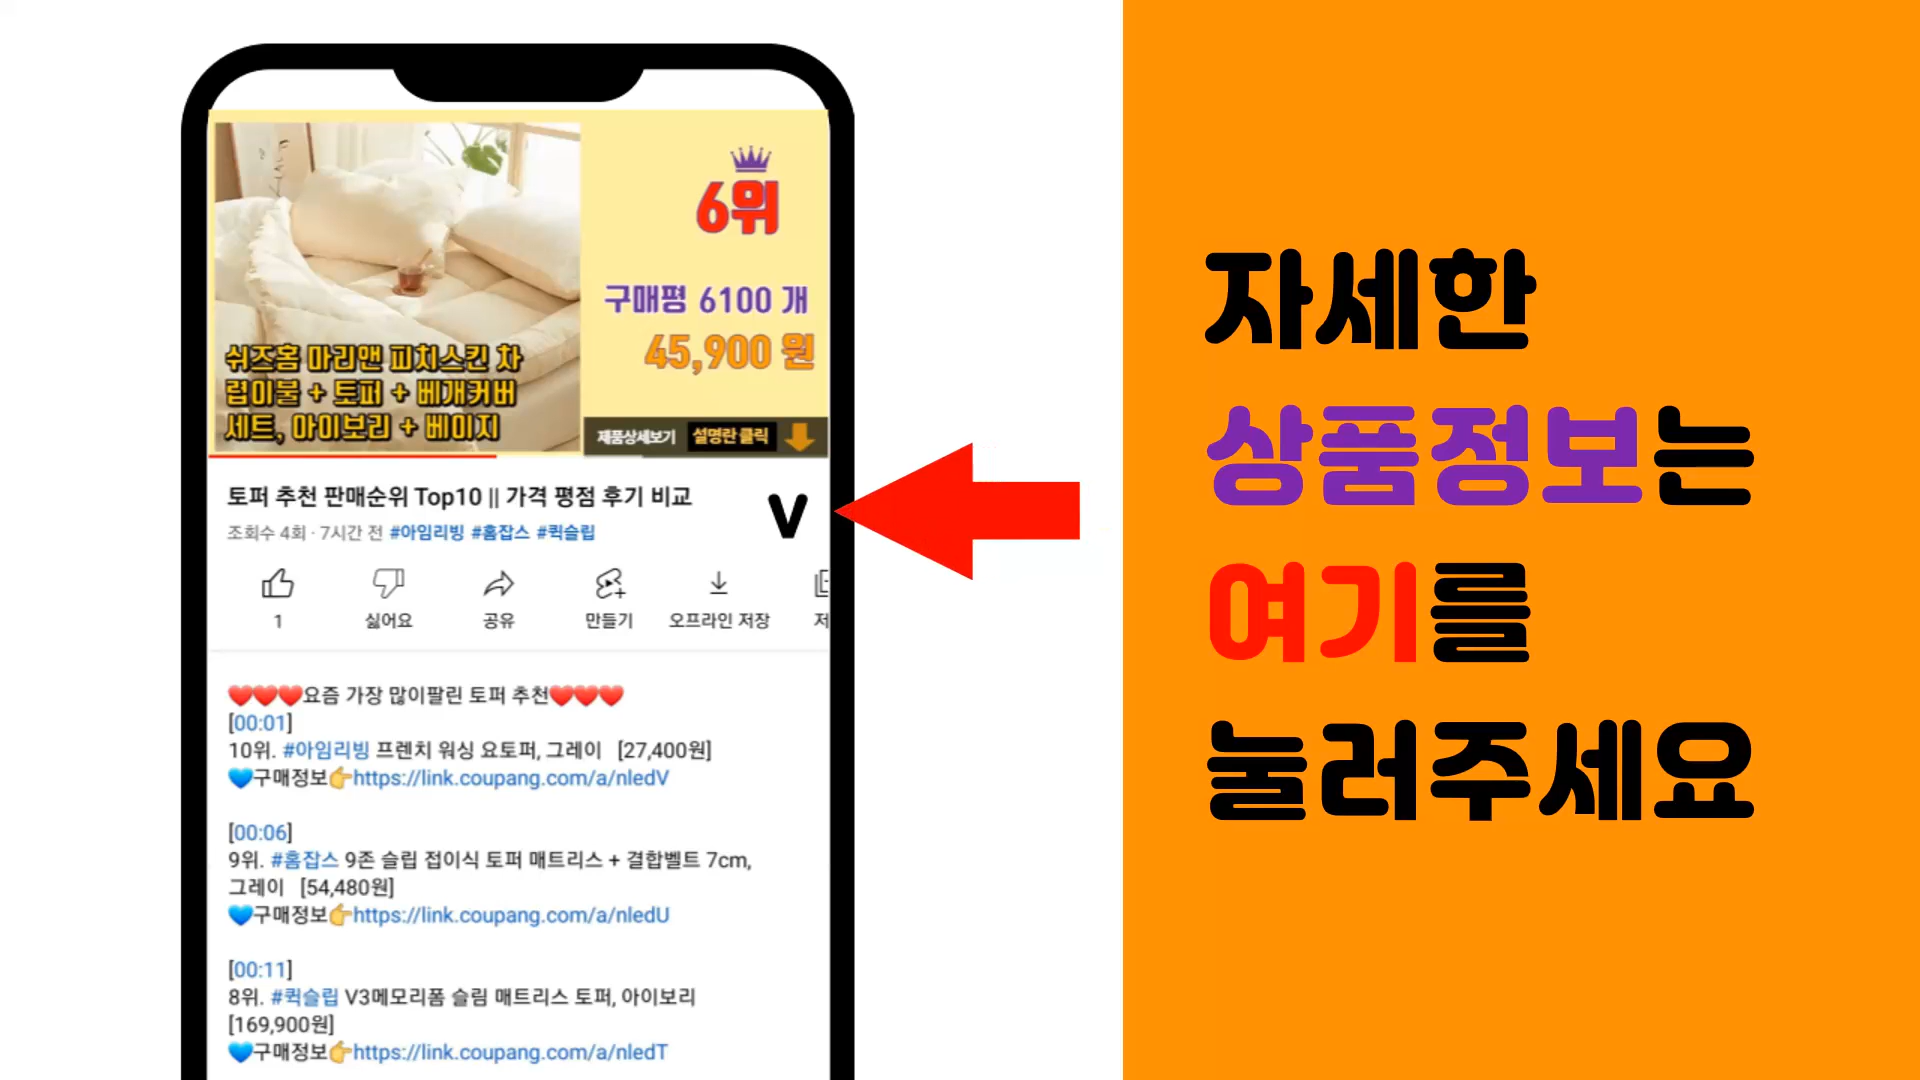 6위
구매평 6100 개
45,900 원
쉬즈홈 마리앤 피치스킨 차
렵이불 + 토퍼 + 베개커버
세트, 아이보리 + 베이지
제품상세보기 설명란 클릭
토퍼 추천 판매순위 Top10 || 가격 평점 후기 비교
V
조회수 4회 · 7시간 전 #아임리빙 #홈잡스 #퀵슬립
1 싫어요 공유 만들기 오프라인 저장 저
❤️❤️❤️요즘 가장 많이팔린 토퍼 추천❤️❤️❤️
[00:01]
10위. #아임리빙 프렌치 워싱 요토퍼, 그레이 [27,400원]
💙구매정보👉https://link.coupang.com/a/nledV
[00:06]
9위. #홈잡스 9존 슬립 접이식 토퍼 매트리스 + 결합벨트 7cm,
그레이 [54,480원]
💙구매정보👉https://link.coupang.com/a/nledU
[00:11]
8위. #퀵슬립 V3메모리폼 슬림 매트리스 토퍼, 아이보리
[169,900원]
💙구매정보👉https://link.coupang.com/a/nledT
자세한
상품정보는
여기를
눌러주세요